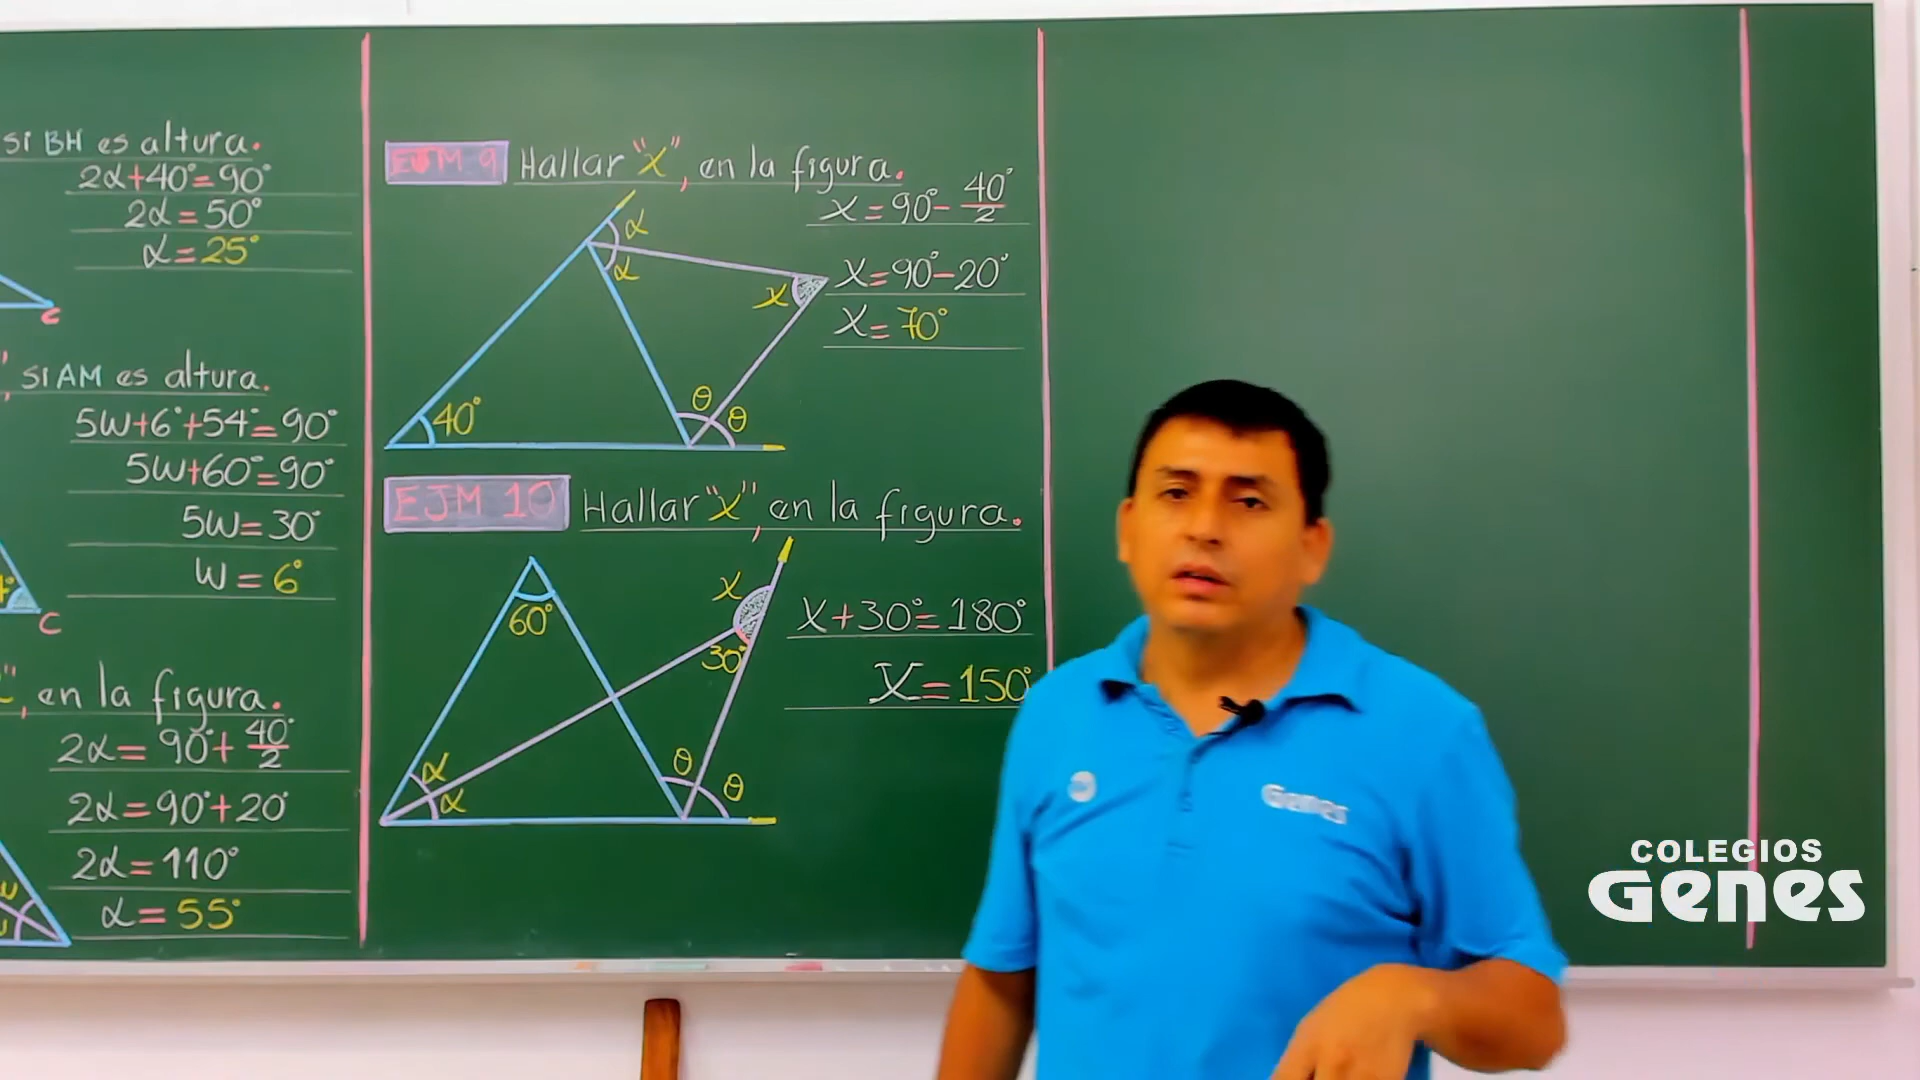 si BH es altura.
2α+40°=90°
2α=50°
α=25°
C
si AM es altura.
5W+6°+54°=90°
5W+60°=90°
5W=30°
W=6°
C
, en la figura.
2α= 90°+ 40°/2
2α=90°+20°
2α=110°
α=55°
EJM 9 Hallar "X", en la figura.
x=90°- 40°/2
X=90°-20°
X=70°
α
α
X
40°
θ
θ
EJM 10 Hallar "X", en la figura.
X
60°
30°
X+30°=180°
X=150°
α
α
θ
θ
Genes
COLEGIOS
Genes